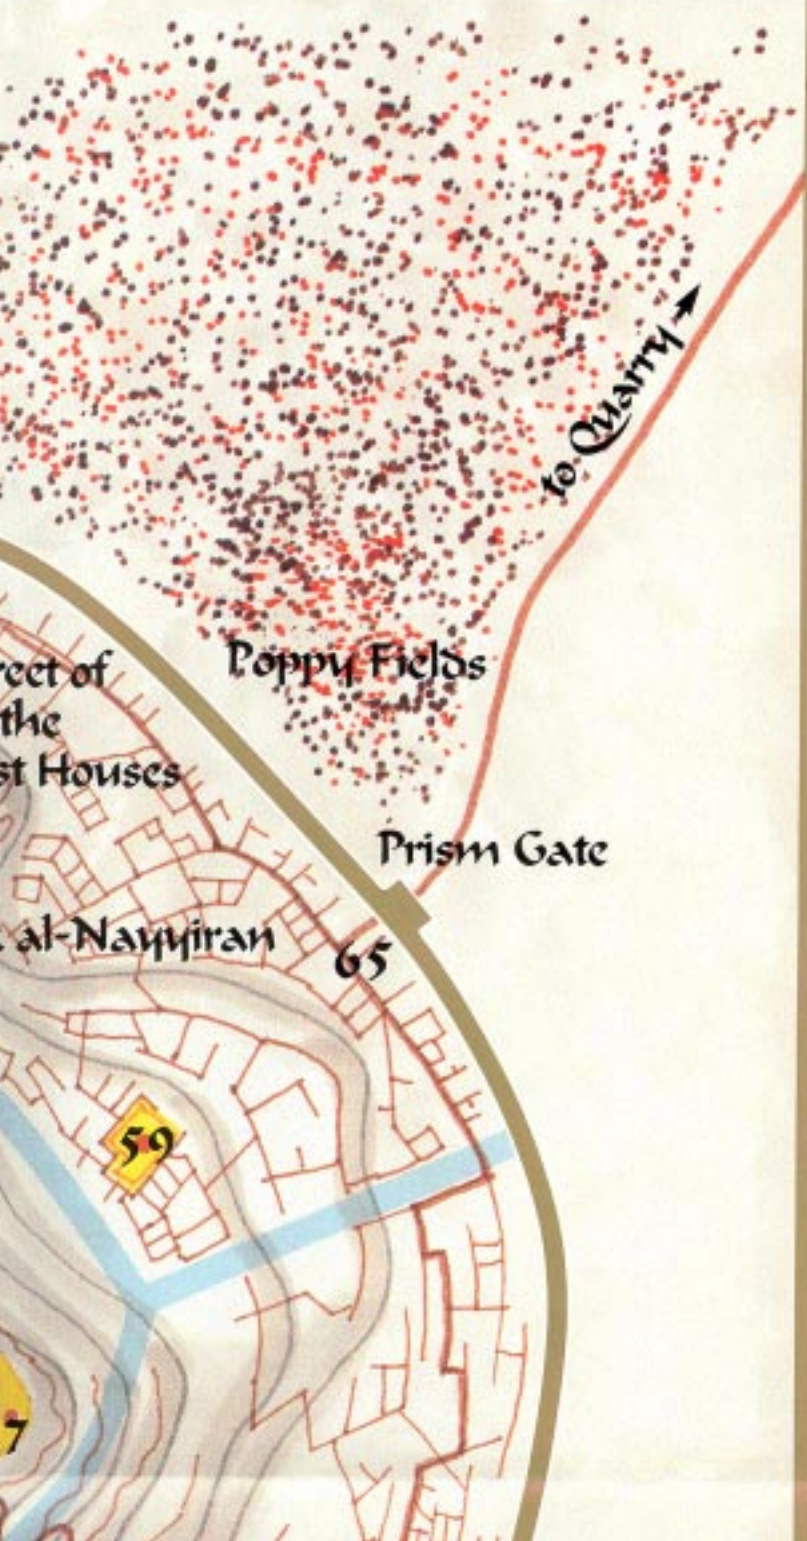 to Quarry
Poppy Fields
reet of
the
st Houses
Prism Gate
. al-Nayyiran
65
59
7